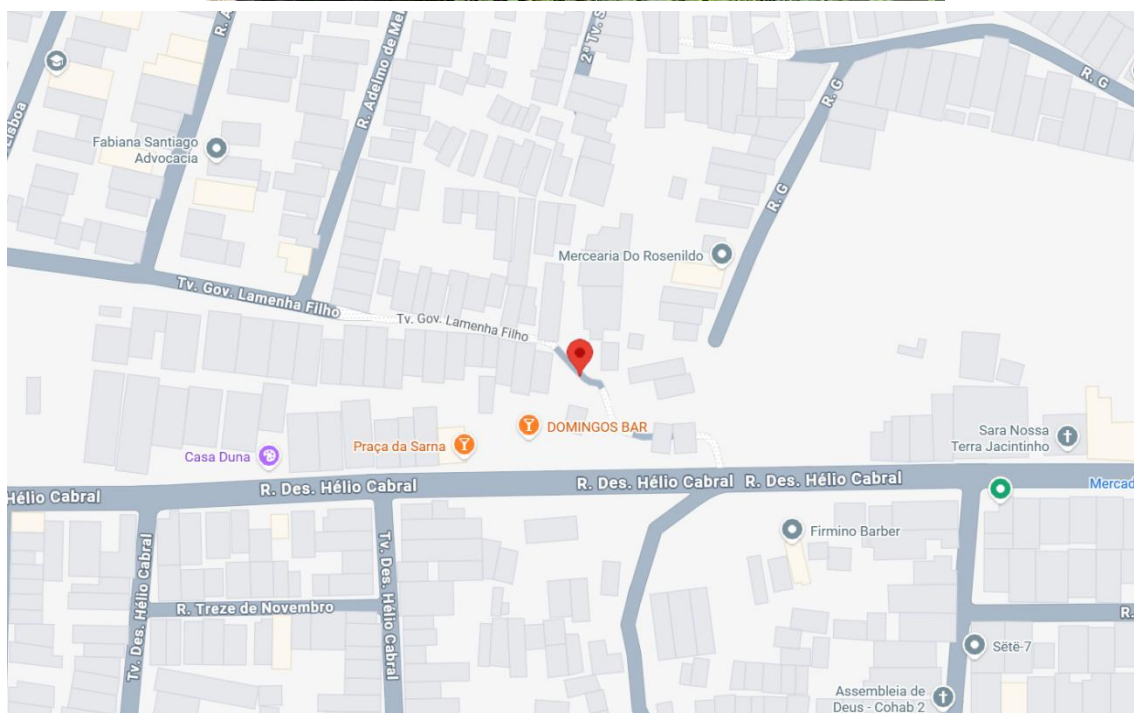 R. Adelmo de Me
2ª Tv. S
R. G
R. G
Lisboa
Fabiana Santiago
Advocacia
R. G
Mercearia Do Rosenildo
Tv. Gov. Lamenha Filho
Tv. Gov. Lamenha Filho
DOMINGOS BAR
Praça da Sarna
Casa Duna
Sara Nossa
Terra Jacintinho
Hélio Cabral
R. Des. Hélio Cabral
R. Des. Hélio Cabral
R. Des. Hélio Cabral
Mercad
Firmino Barber
Tv. Des. Hélio Cabral
Tv. Des. Hélio Cabral
R. Treze de Novembro
R.
Sëtë-7
Assembleia de
Deus - Cohab 2